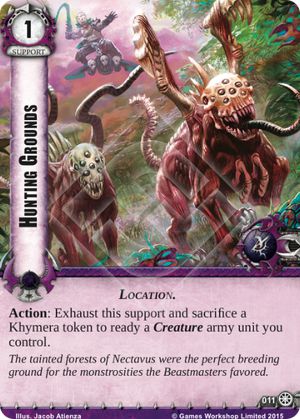 1
SUPPORT
HUNTING GROUNDS
LOCATION.
Action: Exhaust this support and sacrifice a
Khymera token to ready a Creature army unit you
control.
The tainted forests of Nectavus were the perfect breeding
ground for the monstrosities the Beastmasters favored.
011
Illus. Jacob Atienza
© Games Workshop Limited 2015